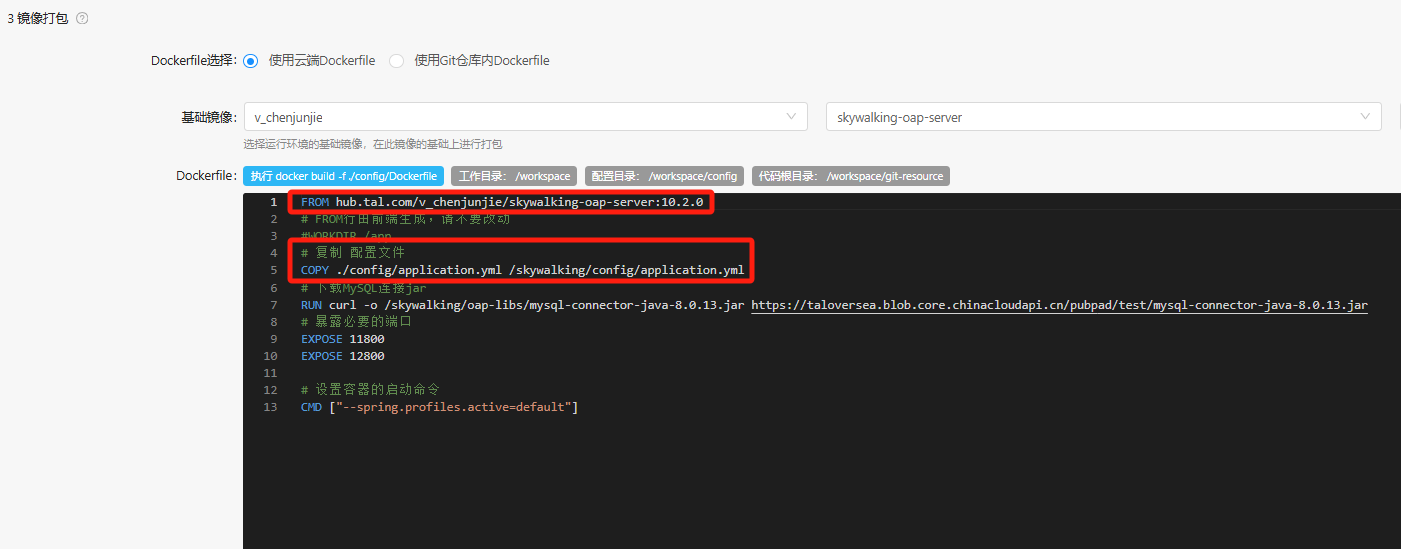 3 镜像打包
Dockerfile选择： 使用云端Dockerfile 使用Git仓库内Dockerfile
基础镜像： v_chenjunjie skywalking-oap-server
选择运行环境的基础镜像，在此镜像的基础上进行打包
Dockerfile: 执行 docker build -f ./config/Dockerfile 工作目录： /workspace 配置目录： /workspace/config 代码根目录： /workspace/git-resource
1 FROM hub.tal.com/v_chenjunjie/skywalking-oap-server:10.2.0
2 # FROM行由前端生成，请不要改动
3 #WORKDIR /app
4 # 复制 配置文件
5 COPY ./config/application.yml /skywalking/config/application.yml
6 # 下载MySQL连接jar
7 RUN curl -o /skywalking/oap-libs/mysql-connector-java-8.0.13.jar https://taloversea.blob.core.chinacloudapi.cn/pubpad/test/mysql-connector-java-8.0.13.jar
8 # 暴露必要的端口
9 EXPOSE 11800
10 EXPOSE 12800
11
12 # 设置容器的启动命令
13 CMD ["--spring.profiles.active=default"]